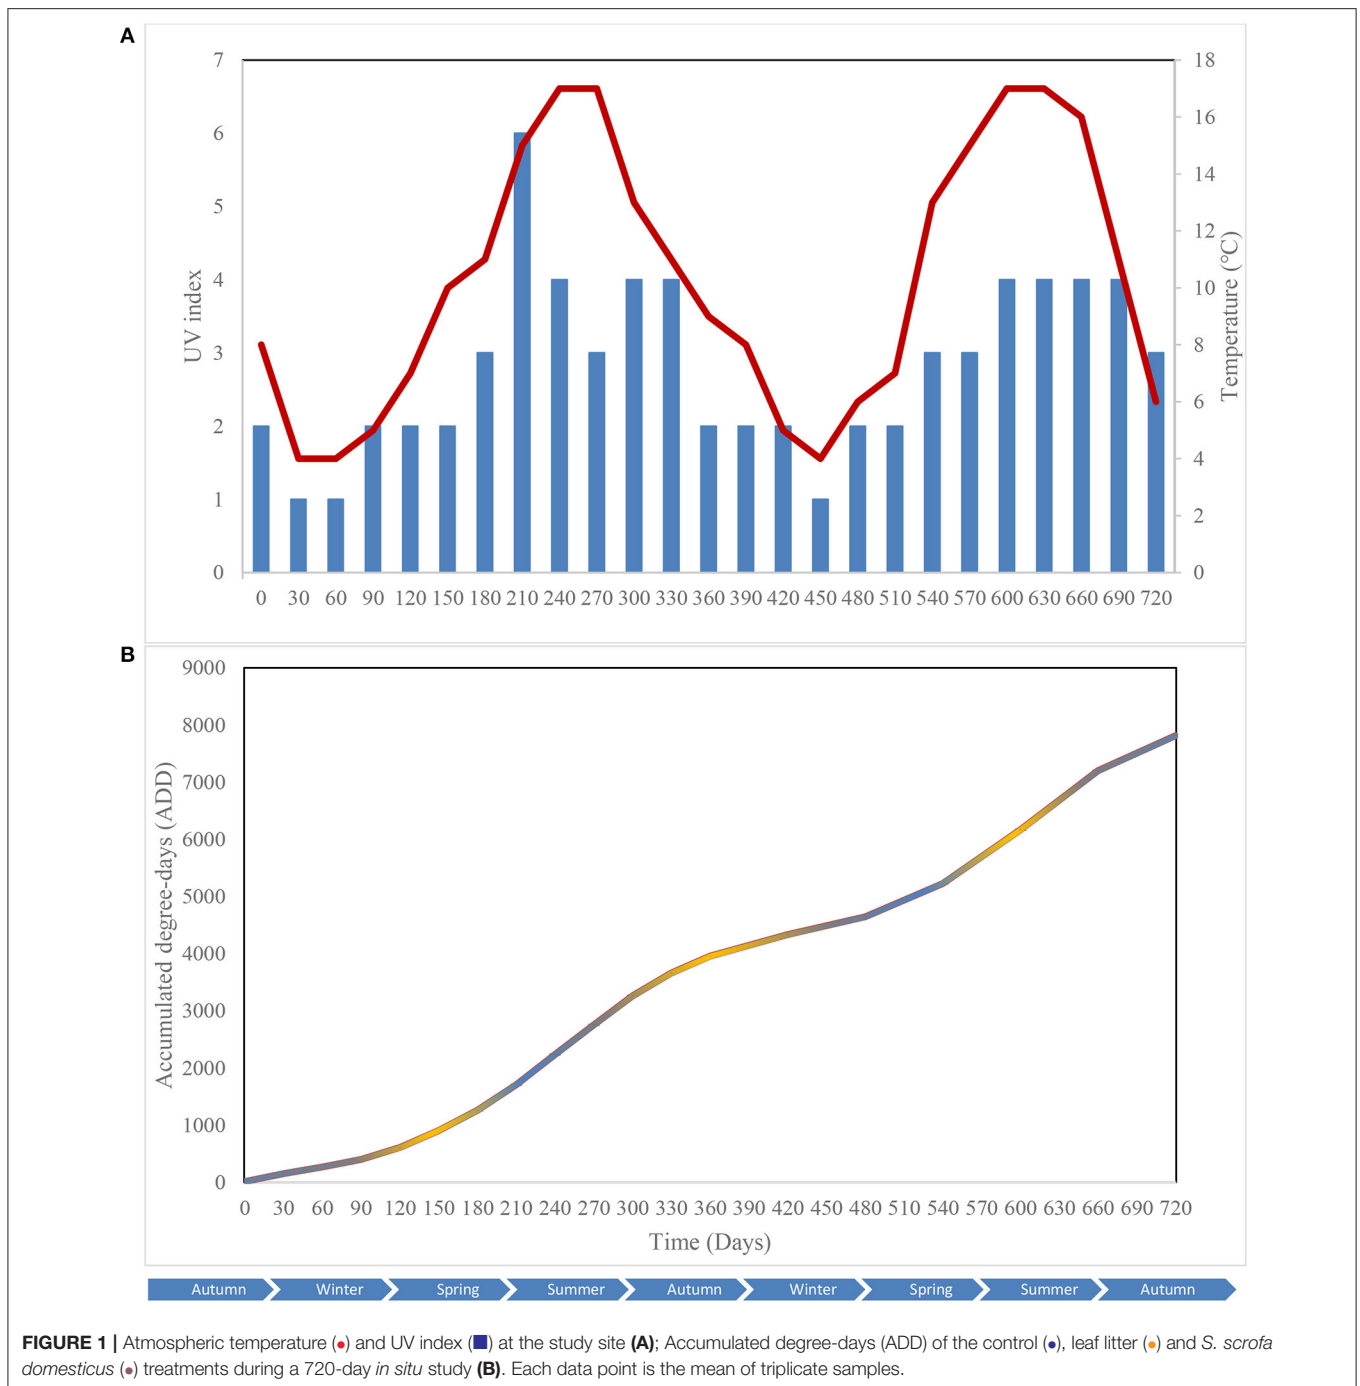 A
7
6
5
4
3
2
1
0
UV index
18
16
14
12
10
8
6
4
2
0
Temperature (°C)
0 30 60 90 120 150 180 210 240 270 300 330 360 390 420 450 480 510 540 570 600 630 660 690 720
B
9000
8000
7000
6000
5000
4000
3000
2000
1000
0
Accumulated degree-days (ADD)
0 30 60 90 120 150 180 210 240 270 300 330 360 390 420 450 480 510 540 570 600 630 660 690 720
Time (Days)
Autumn Winter Spring Summer Autumn Winter Spring Summer Autumn
FIGURE 1 | Atmospheric temperature (●) and UV index (■) at the study site (A); Accumulated degree-days (ADD) of the control (●), leaf litter (●) and S. scrofa
domesticus (●) treatments during a 720-day in situ study (B). Each data point is the mean of triplicate samples.